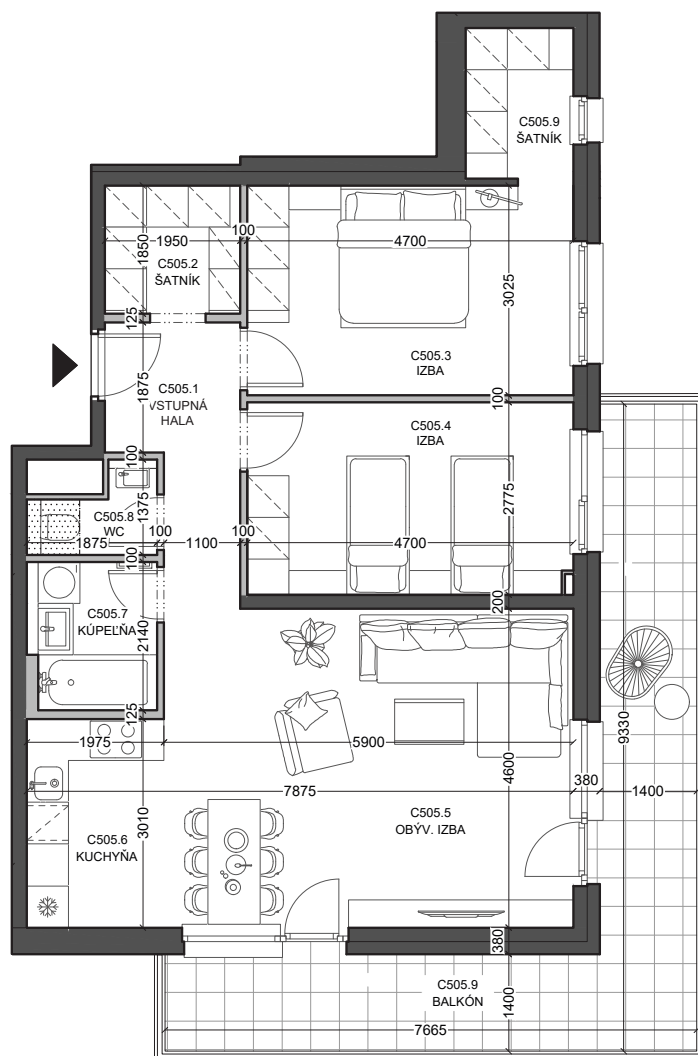 C505.9
ŠATNÍK
1950
100
4700
1850
C505.2
ŠATNÍK
3025
125
C505.3
IZBA
C505.1
VSTUPNÁ
HALA
1875
100
C505.4
IZBA
100
1375
2775
C505.8
WC
1875
100
1100
100
4700
100
200
C505.7
KÚPEĽŇA
2140
125
1975
5900
4600
9330
380
7875
1400
C505.6
KUCHYŇA
3010
C505.5
OBÝV. IZBA
380
C505.9
BALKÓN
1400
7665